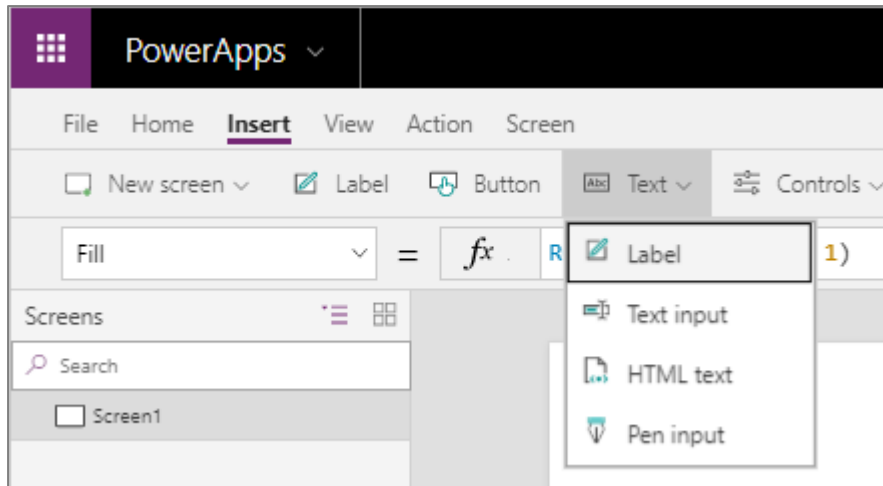 PowerApps
File Home Insert View Action Screen
New screen Label Button Abc Text Controls
Fill = fx R 1)
Label
Screens
Text input
Search
HTML text
Screen1
Pen input